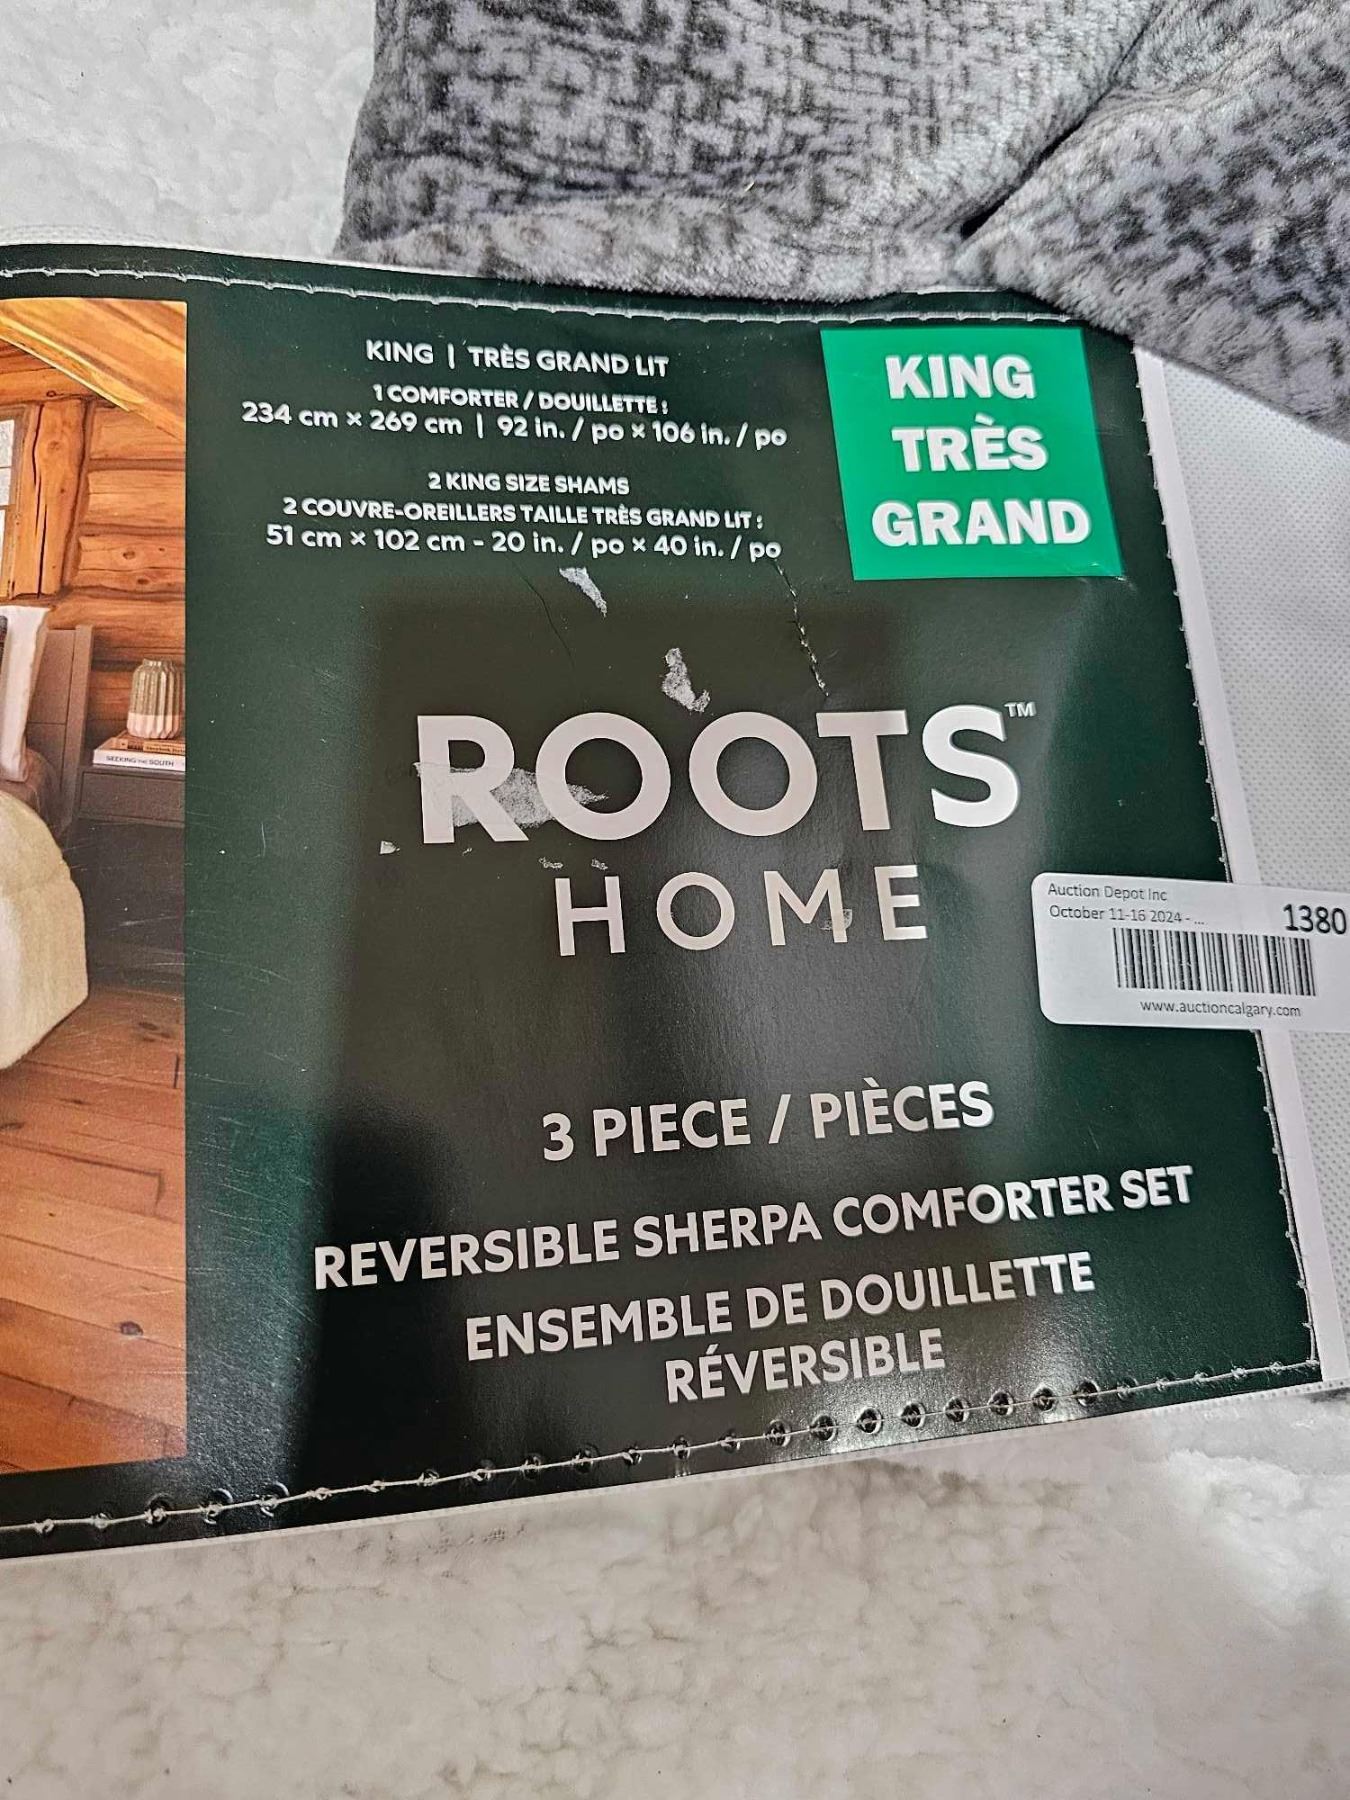 KING | TRÈS GRAND LIT
1 COMFORTER / DOUILLETTE :
234 cm × 269 cm | 92 in. / po × 106 in. / po
2 KING SIZE SHAMS
2 COUVRE-OREILLERS TAILLE TRÈS GRAND LIT :
51 cm × 102 cm - 20 in. / po × 40 in. / po
KING
TRÈS
GRAND
ROOTS™
HOME
SEEKING THE SOUTH
Auction Depot Inc
October 11-16 2024 - ...
1380
www.auctioncalgary.com
3 PIECE / PIÈCES
REVERSIBLE SHERPA COMFORTER SET
ENSEMBLE DE DOUILLETTE
RÉVERSIBLE